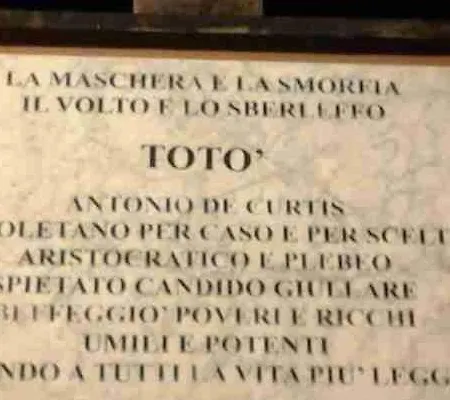 LA MASCHERA E LA SMORFIA
IL VOLTO E LO SBERLEFFO
TOTO'
ANTONIO DE CURTIS
OLETANO PER CASO E PER SCELT
ARISTOCRATICO E PLEBEO
SPIETATO CANDIDO GIULLARE
BEFFEGGIO' POVERI E RICCHI
UMILI E POTENTI
NDO A TUTTI LA VITA PIU' LEGG